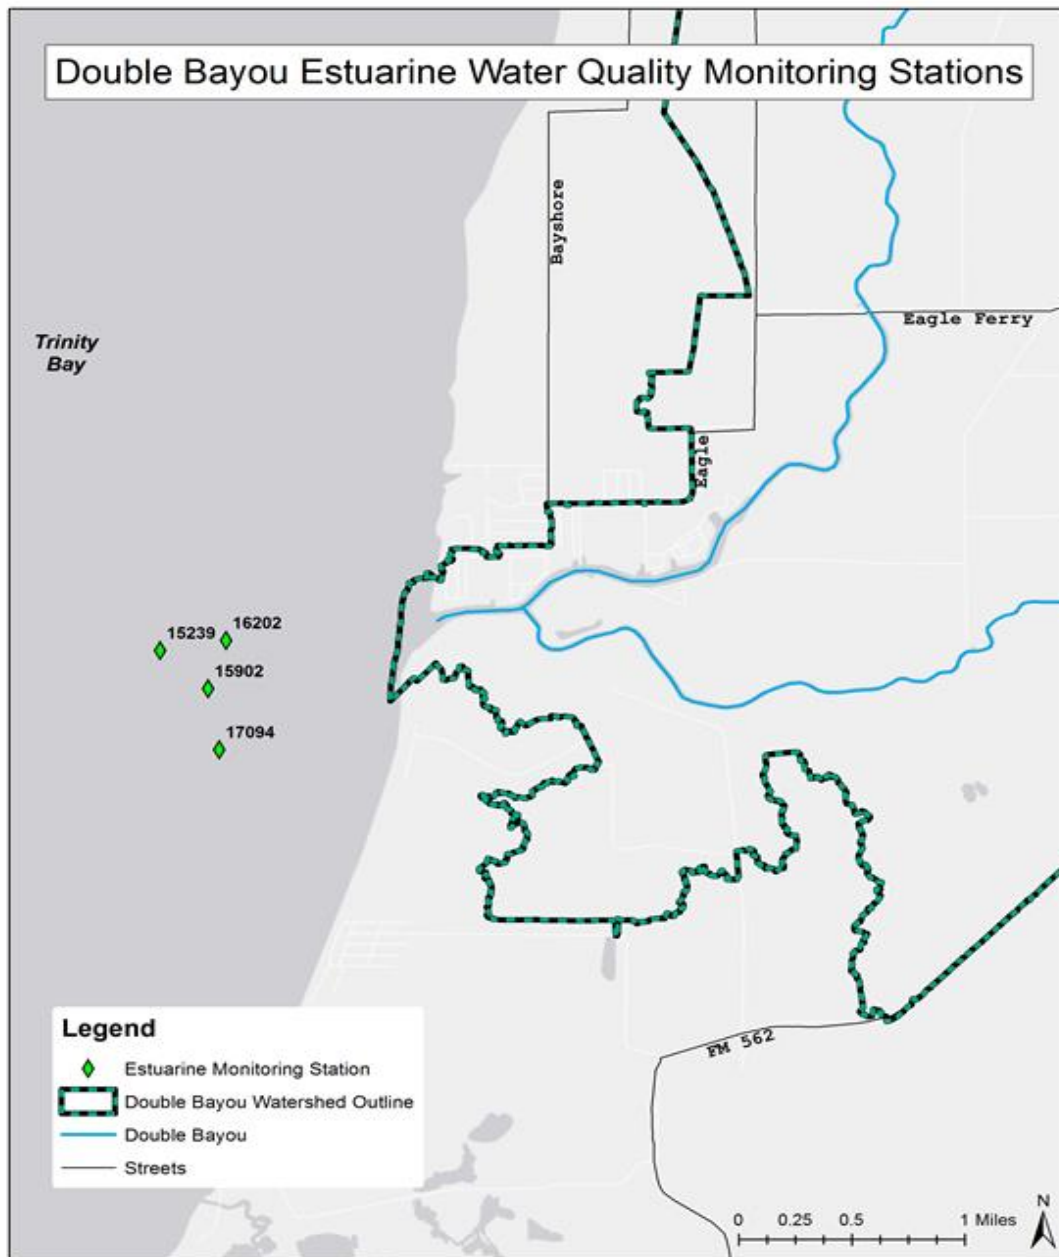 Double Bayou Estuarine Water Quality Monitoring Stations
Bayshore
Eagle Ferry
Trinity
Bay
Eagle
15239
16202
15902
17094
Legend
Estuarine Monitoring Station
Double Bayou Watershed Outline
Double Bayou
Streets
FM 562
N
0 0.25 0.5 1 Miles